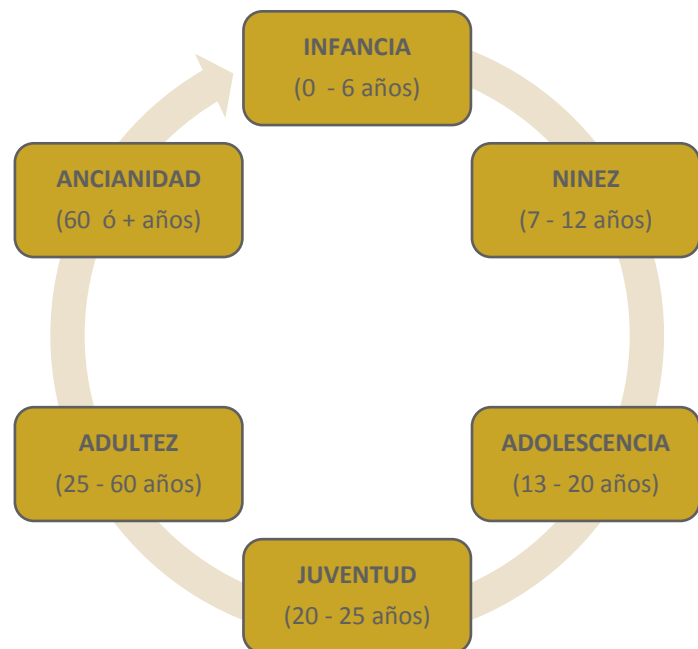 INFANCIA
(0 - 6 años)
NINEZ
(7 - 12 años)
ADOLESCENCIA
(13 - 20 años)
JUVENTUD
(20 - 25 años)
ADULTEZ
(25 - 60 años)
ANCIANIDAD
(60 ó + años)